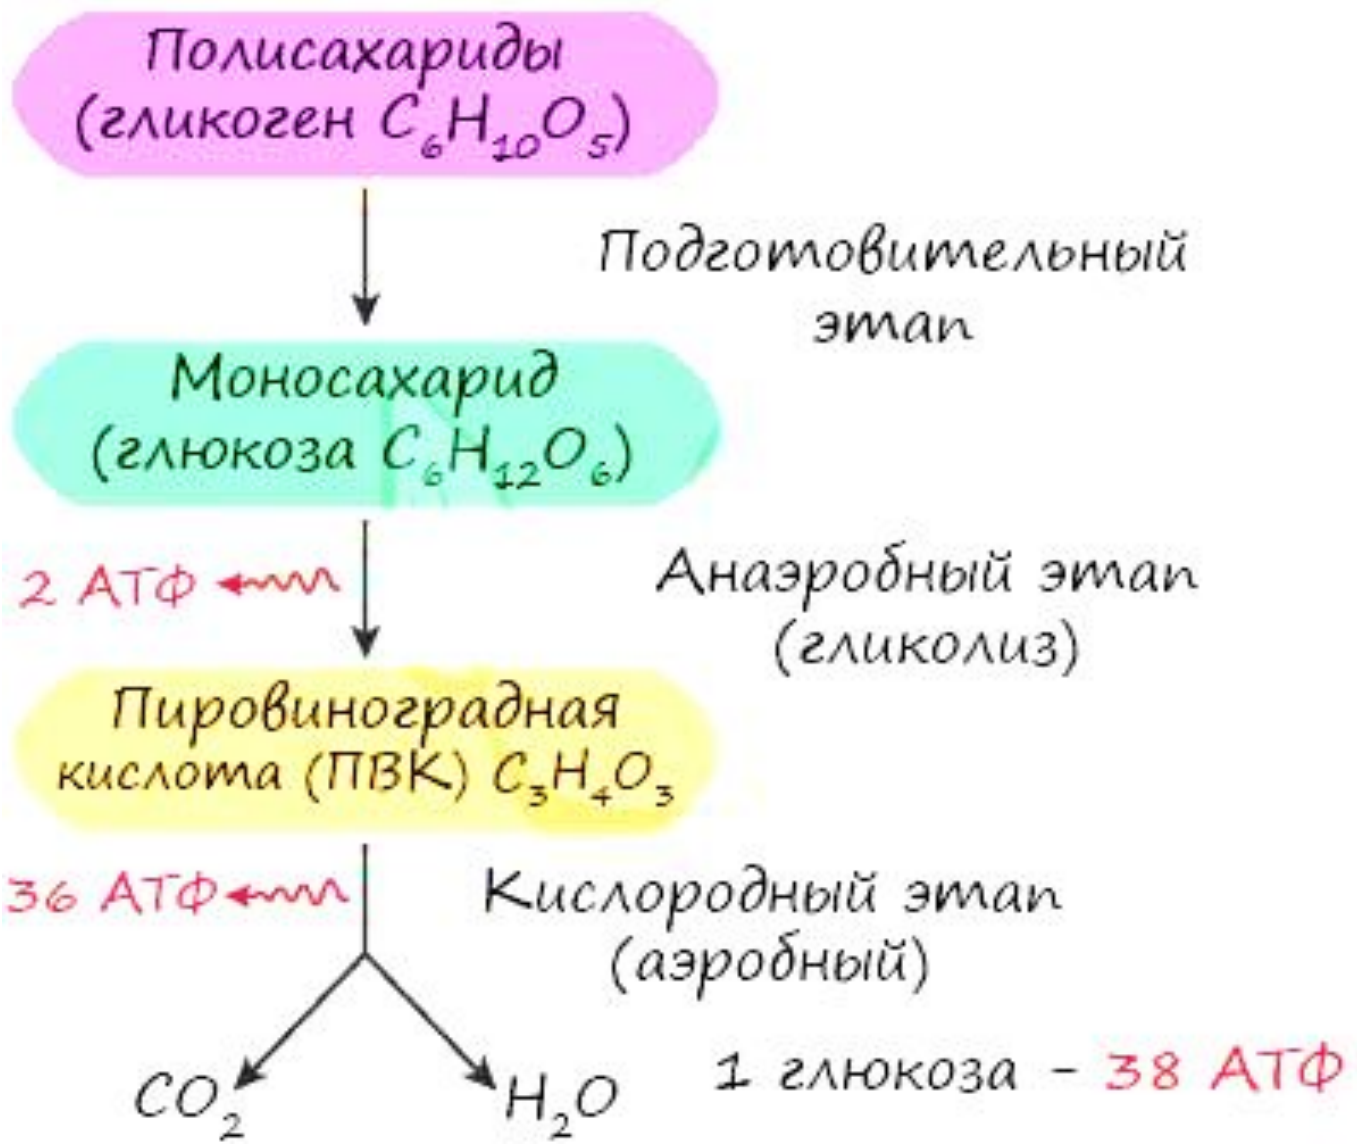 Полисахариды
(гликоген C₆H₁₀O₅)
Подготовительный
этап
Моносахарид
(глюкоза C₆H₁₂O₆)
2 АТФ
Анаэробный этап
(гликолиз)
Пировиноградная
кислота (ПВК) C₃H₄O₃
36 АТФ
Кислородный этап
(аэробный)
CO₂
H₂O
1 глюкоза - 38 АТФ